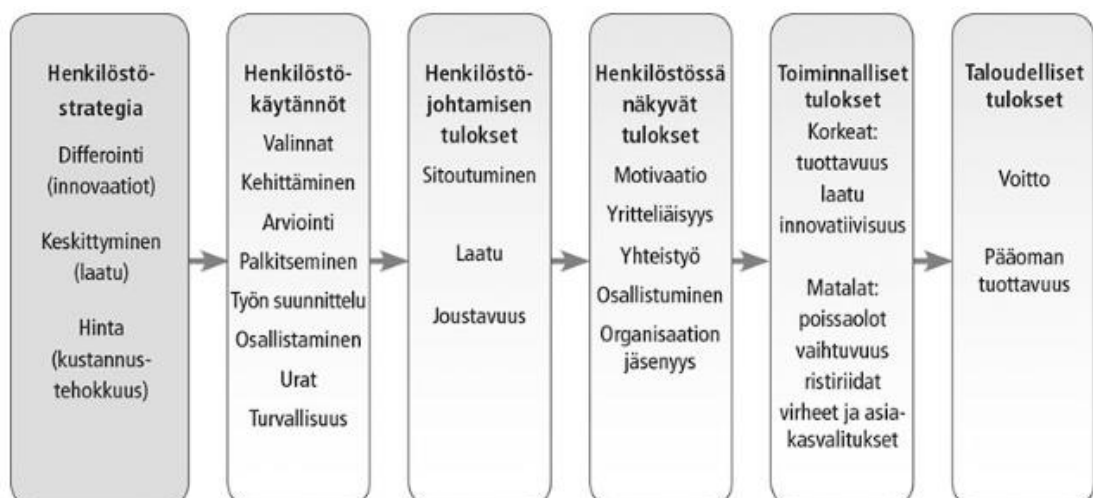 Henkilöstö-
strategia
Differointi
(innovaatiot)
Keskittyminen
(laatu)
Hinta
(kustannus-
tehokkuus)
Henkilöstö-
käytännöt
Valinnat
Kehittäminen
Arviointi
Palkitseminen
Työn suunnittelu
Osallistaminen
Urat
Turvallisuus
Henkilöstö-
johtamisen
tulokset
Sitoutuminen
Laatu
Joustavuus
Henkilöstössä
näkyvät
tulokset
Motivaatio
Yritteliäisyys
Yhteistyö
Osallistuminen
Organisaation
jäsenyys
Toiminnalliset
tulokset
Korkeat:
tuottavuus
laatu
innovatiivisuus
Matalat:
poissaolot
vaihtuvuus
ristiriidat
virheet ja asia-
kasvalitukset
Taloudelliset
tulokset
Voitto
Pääoman
tuottavuus